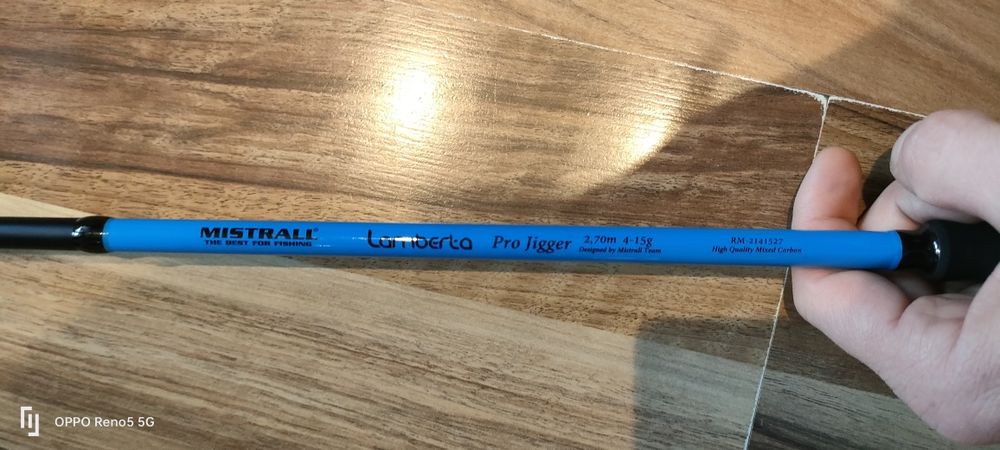 MISTRALL®
THE BEST FOR FISHING
Lamberta
Pro Jigger
2,70m 4-15g
Designed by Mistrall Team
RM-2141527
High Quality Mixed Carbon
OPPO Reno5 5G